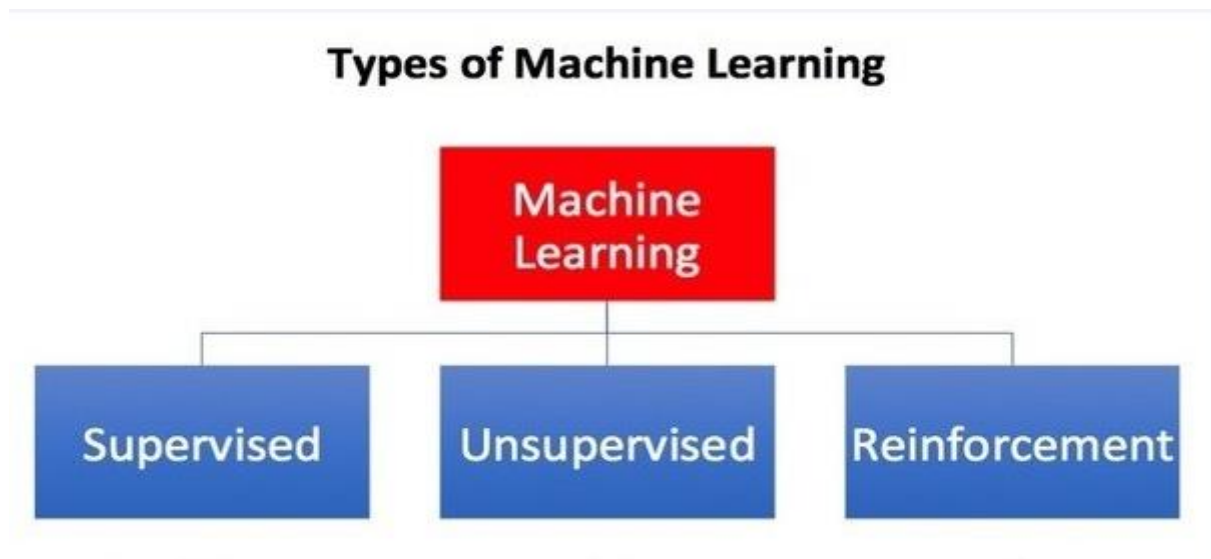 Types of Machine Learning
Machine
Learning
Supervised
Unsupervised
Reinforcement